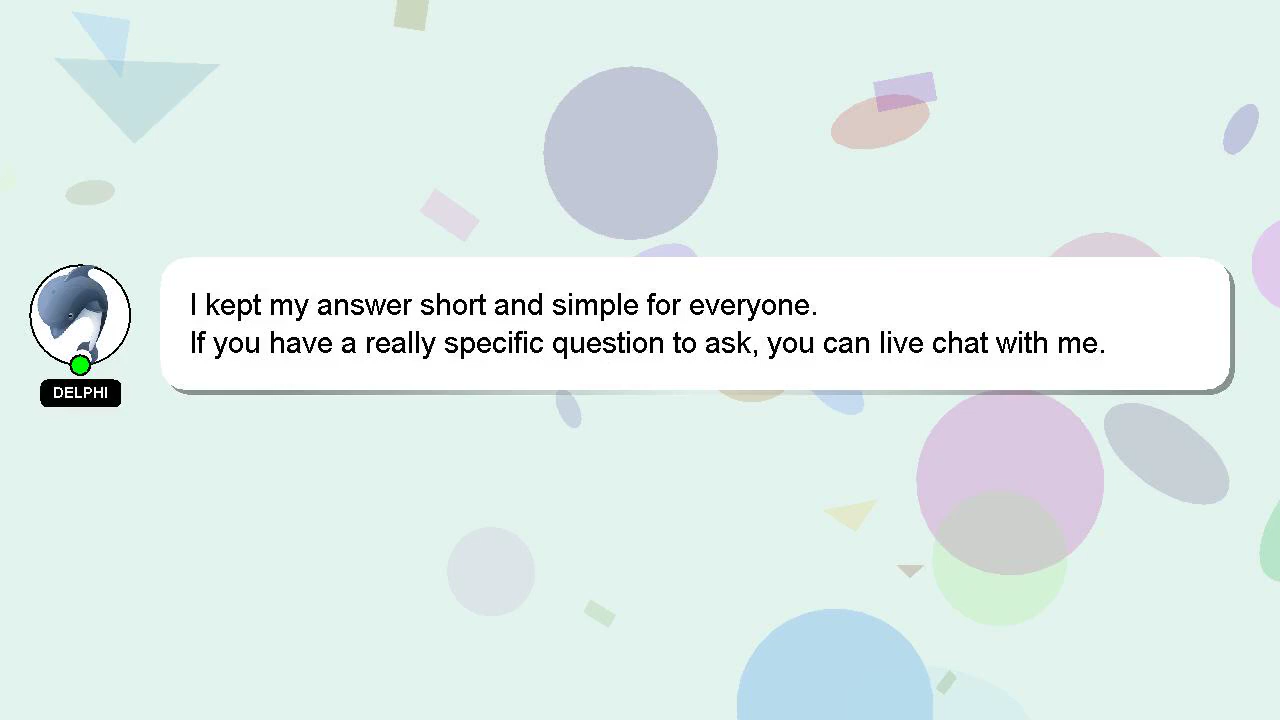 I kept my answer short and simple for everyone.
If you have a really specific question to ask, you can live chat with me.
DELPHI